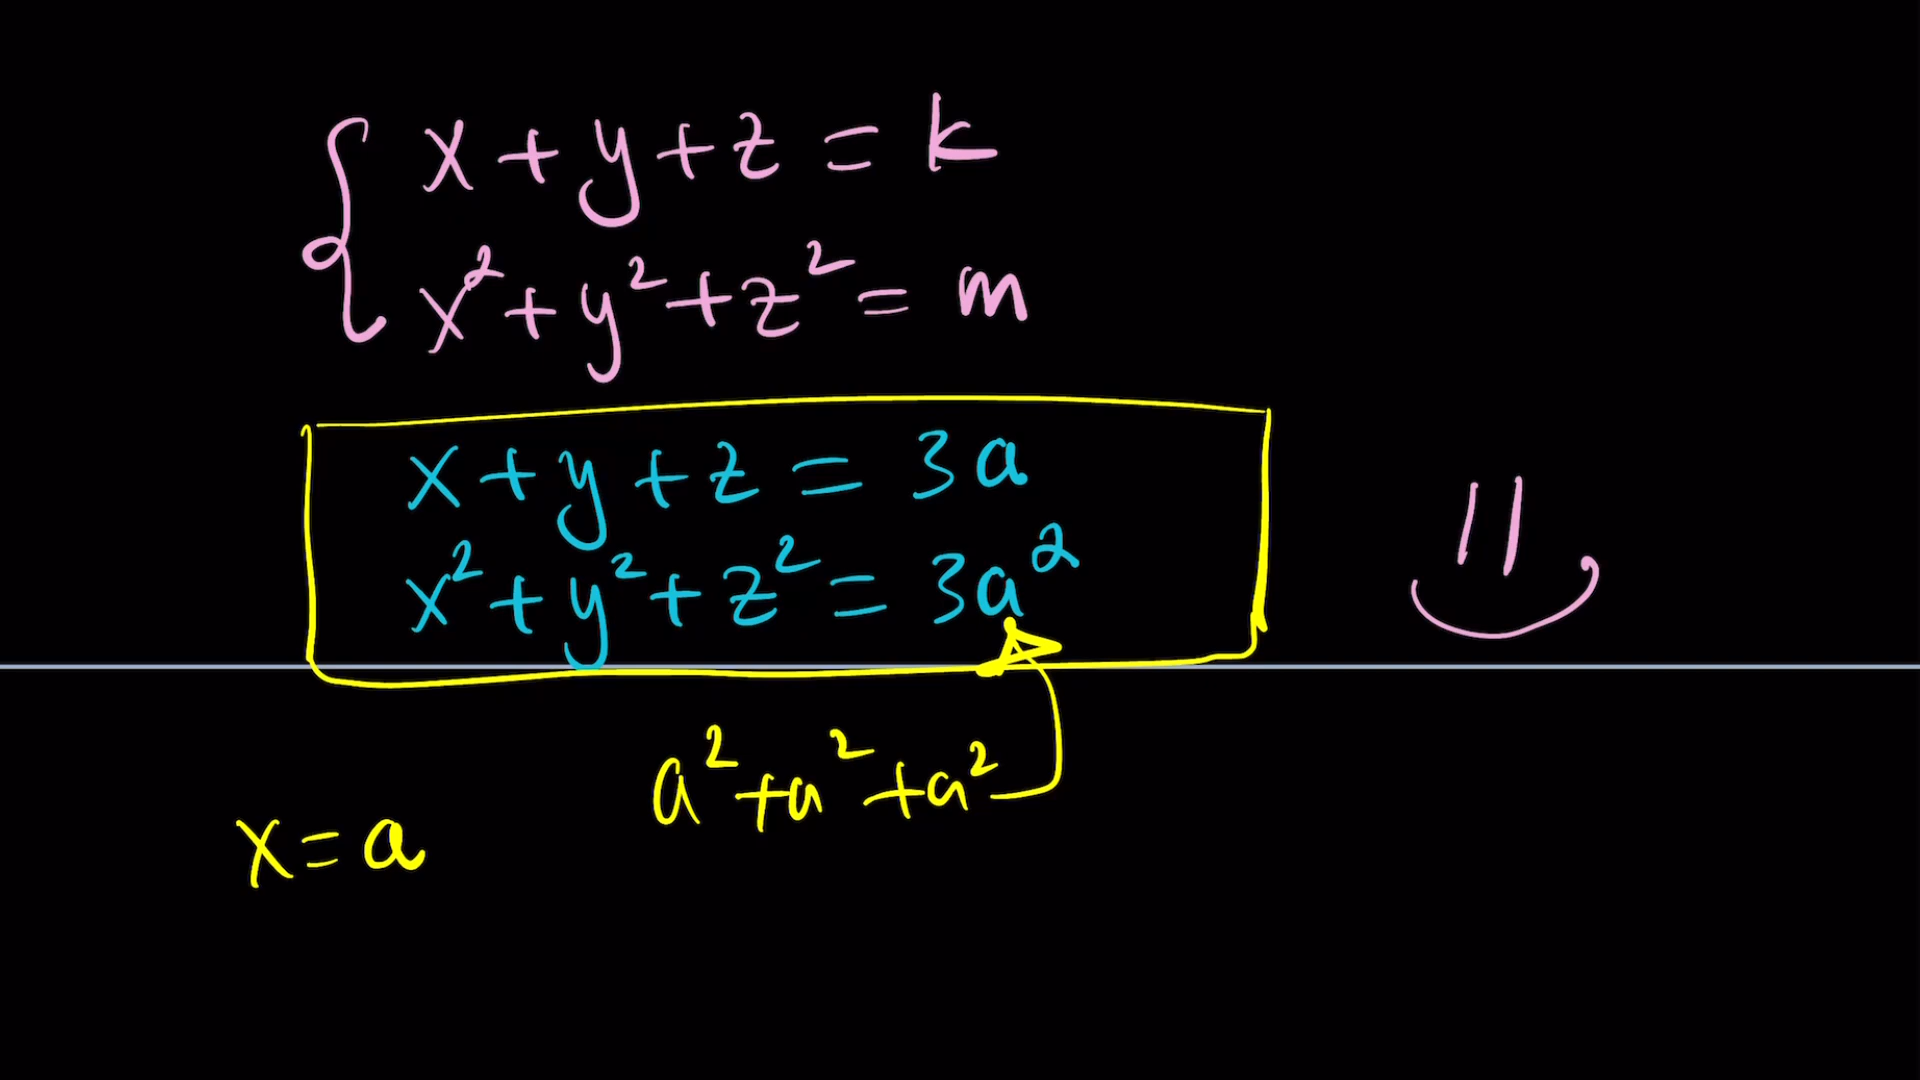 x + y + z = k
x² + y² + z² = m
x + y + z = 3a
x² + y² + z² = 3a²
a² + a² + a²
x = a